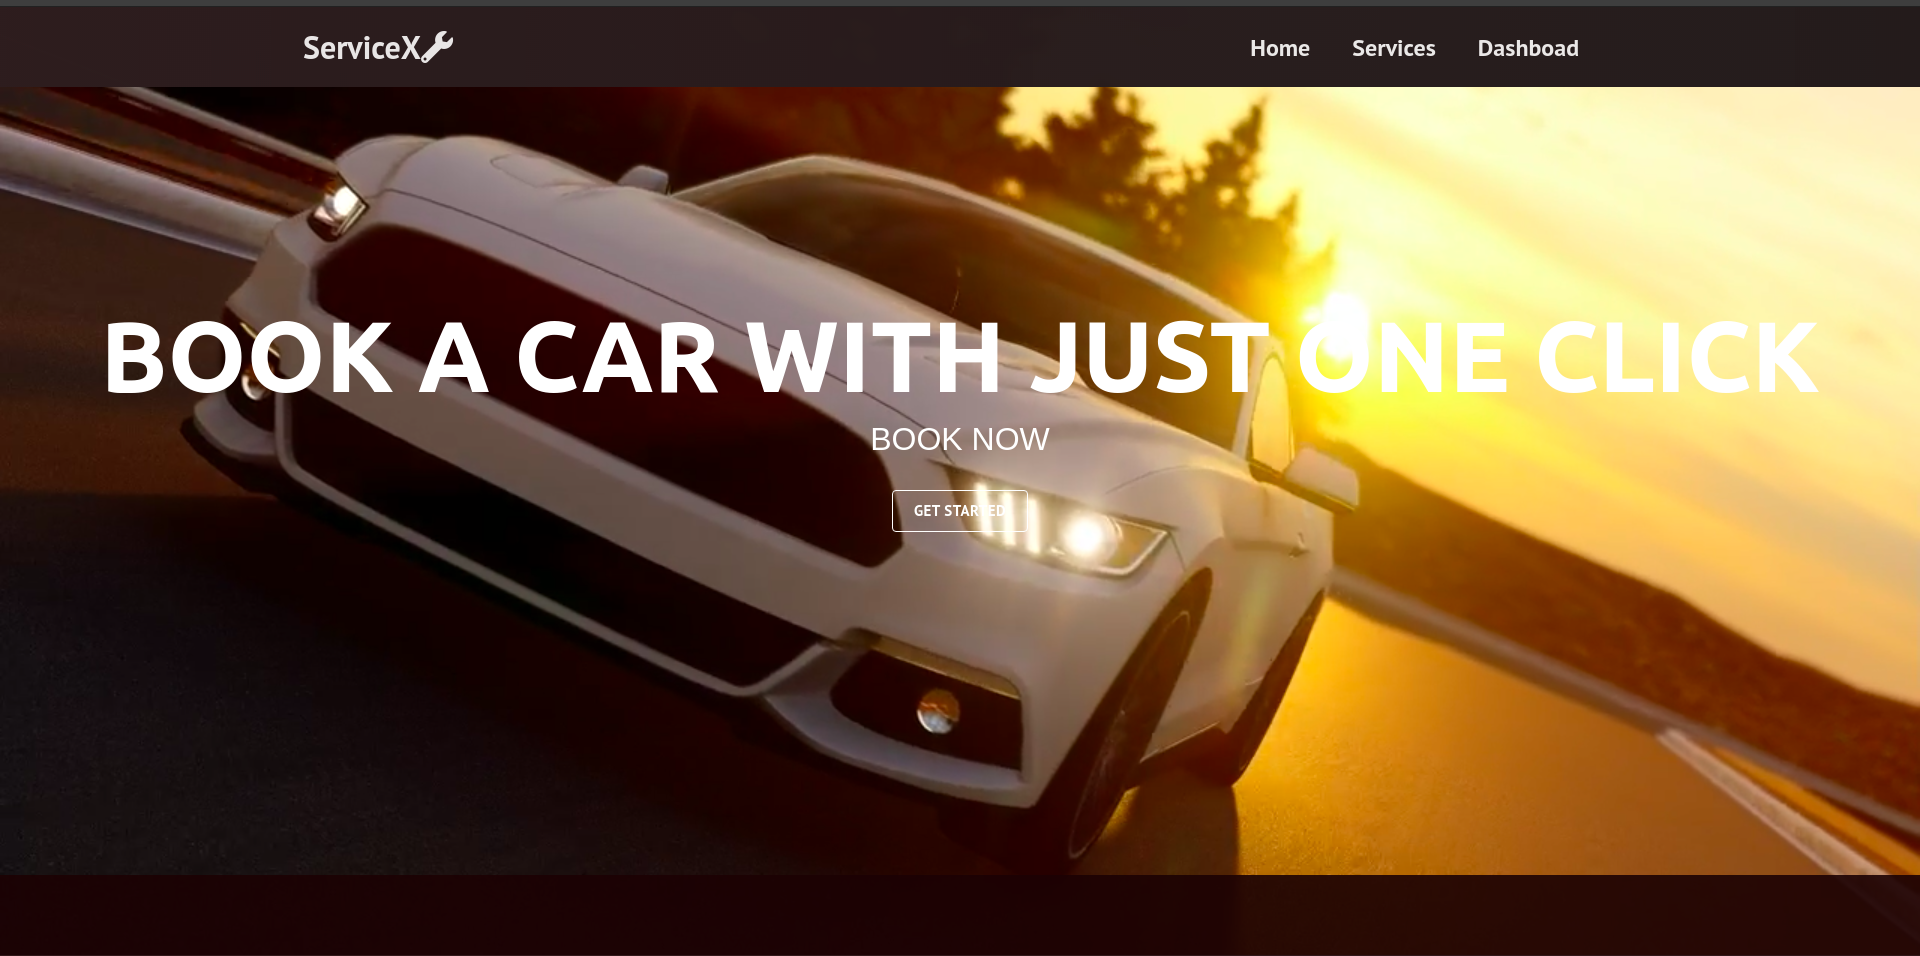 ServiceX
Home Services Dashboad
BOOK A CAR WITH JUST ONE CLICK
BOOK NOW
GET STARTED